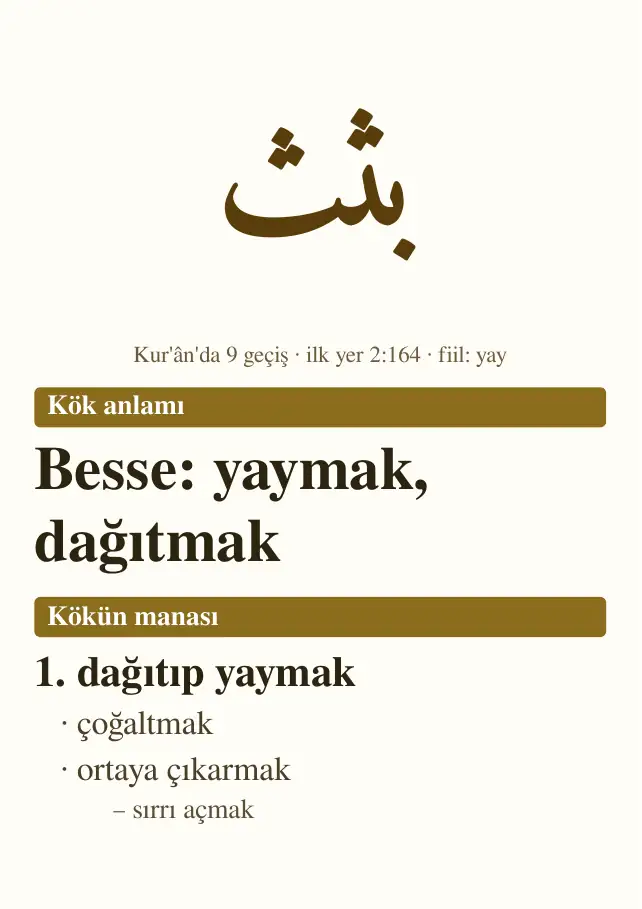 بثث
Kur'ân'da 9 geçiş · ilk yer 2:164 · fiil: yay
Kök anlamı
Besse: yaymak,
dağıtmak
Kökün manası
1. dağıtıp yaymak
· çoğaltmak
· ortaya çıkarmak
– sırrı açmak